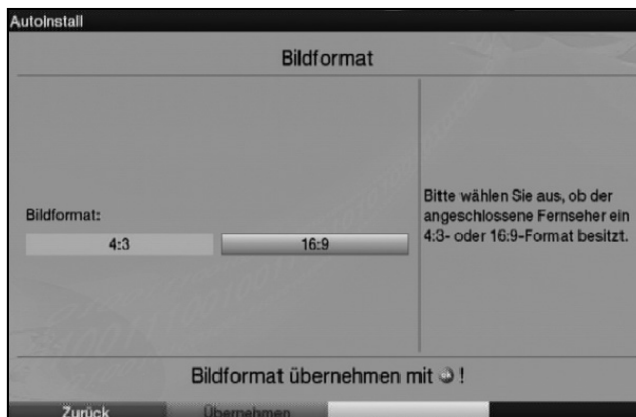 AutoInstall
Bildformat
Bildformat:
4:3
16:9
Bitte wählen Sie aus, ob der
angeschlossene Fernseher ein
4:3- oder 16:9-Format besitzt.
Bildformat übernehmen mit !
Zurück
Übernehmen